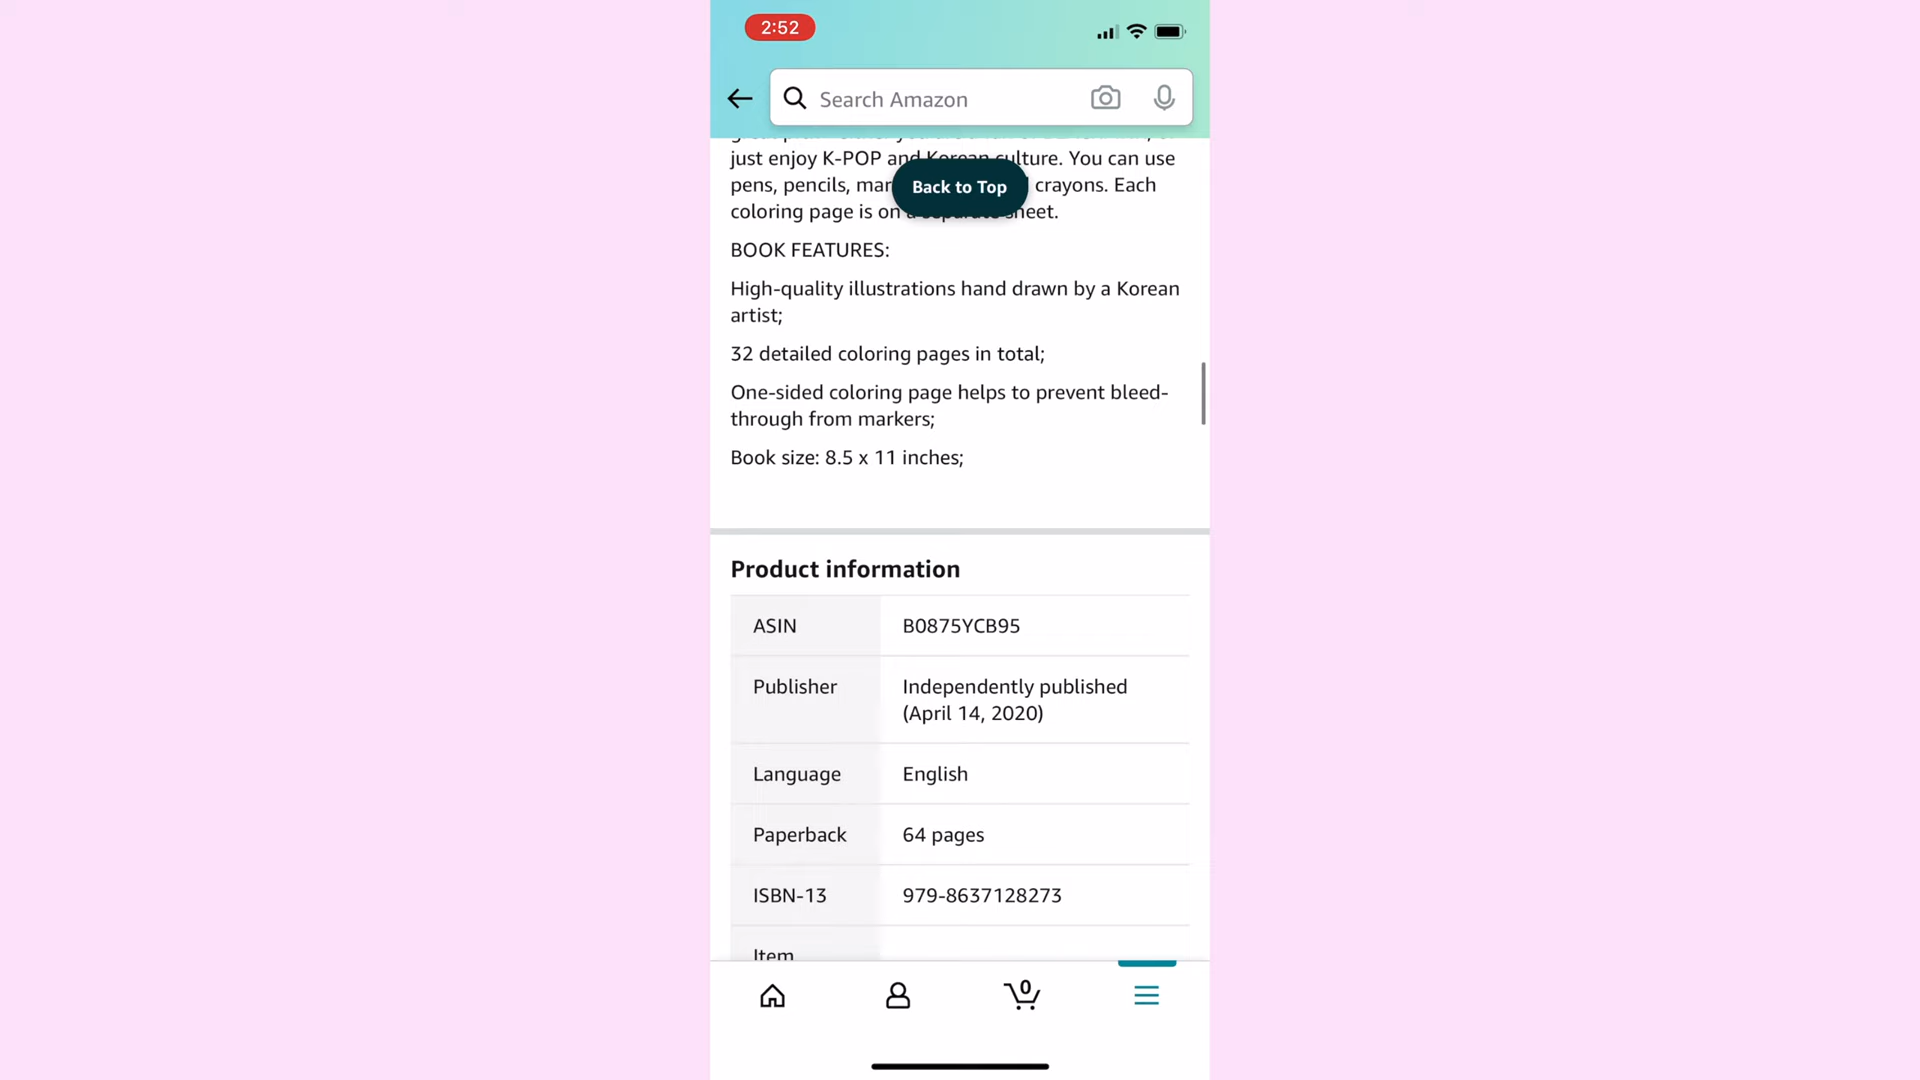 2:52
Search Amazon
just enjoy K-POP and Korean culture. You can use
pens, pencils, crayons. Each
coloring page is on a separate sheet.
Back to Top
BOOK FEATURES:
High-quality illustrations hand drawn by a Korean
artist;
32 detailed coloring pages in total;
One-sided coloring page helps to prevent bleed-
through from markers;
Book size: 8.5 x 11 inches;
Product information
ASIN B0875YCB95
Publisher Independently published
(April 14, 2020)
Language English
Paperback 64 pages
ISBN-13 979-8637128273
Item
0